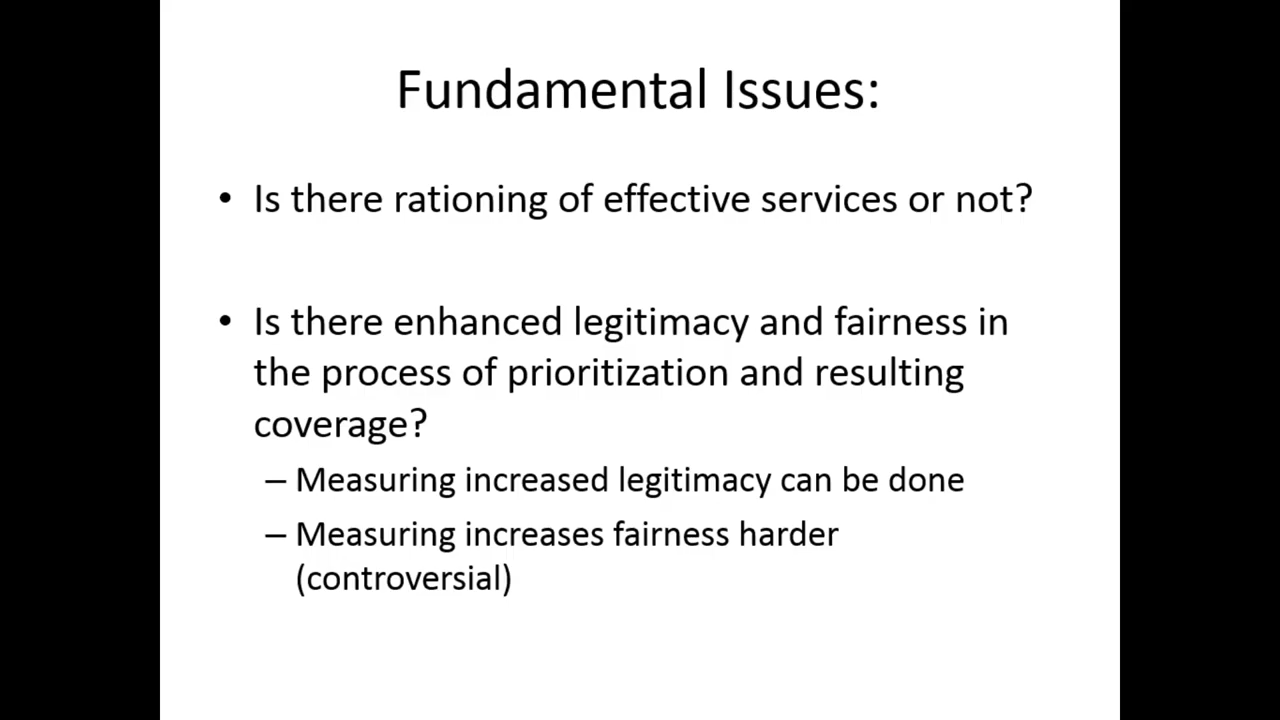 Fundamental Issues:
• Is there rationing of effective services or not?
• Is there enhanced legitimacy and fairness in
the process of prioritization and resulting
coverage?
– Measuring increased legitimacy can be done
– Measuring increases fairness harder
(controversial)